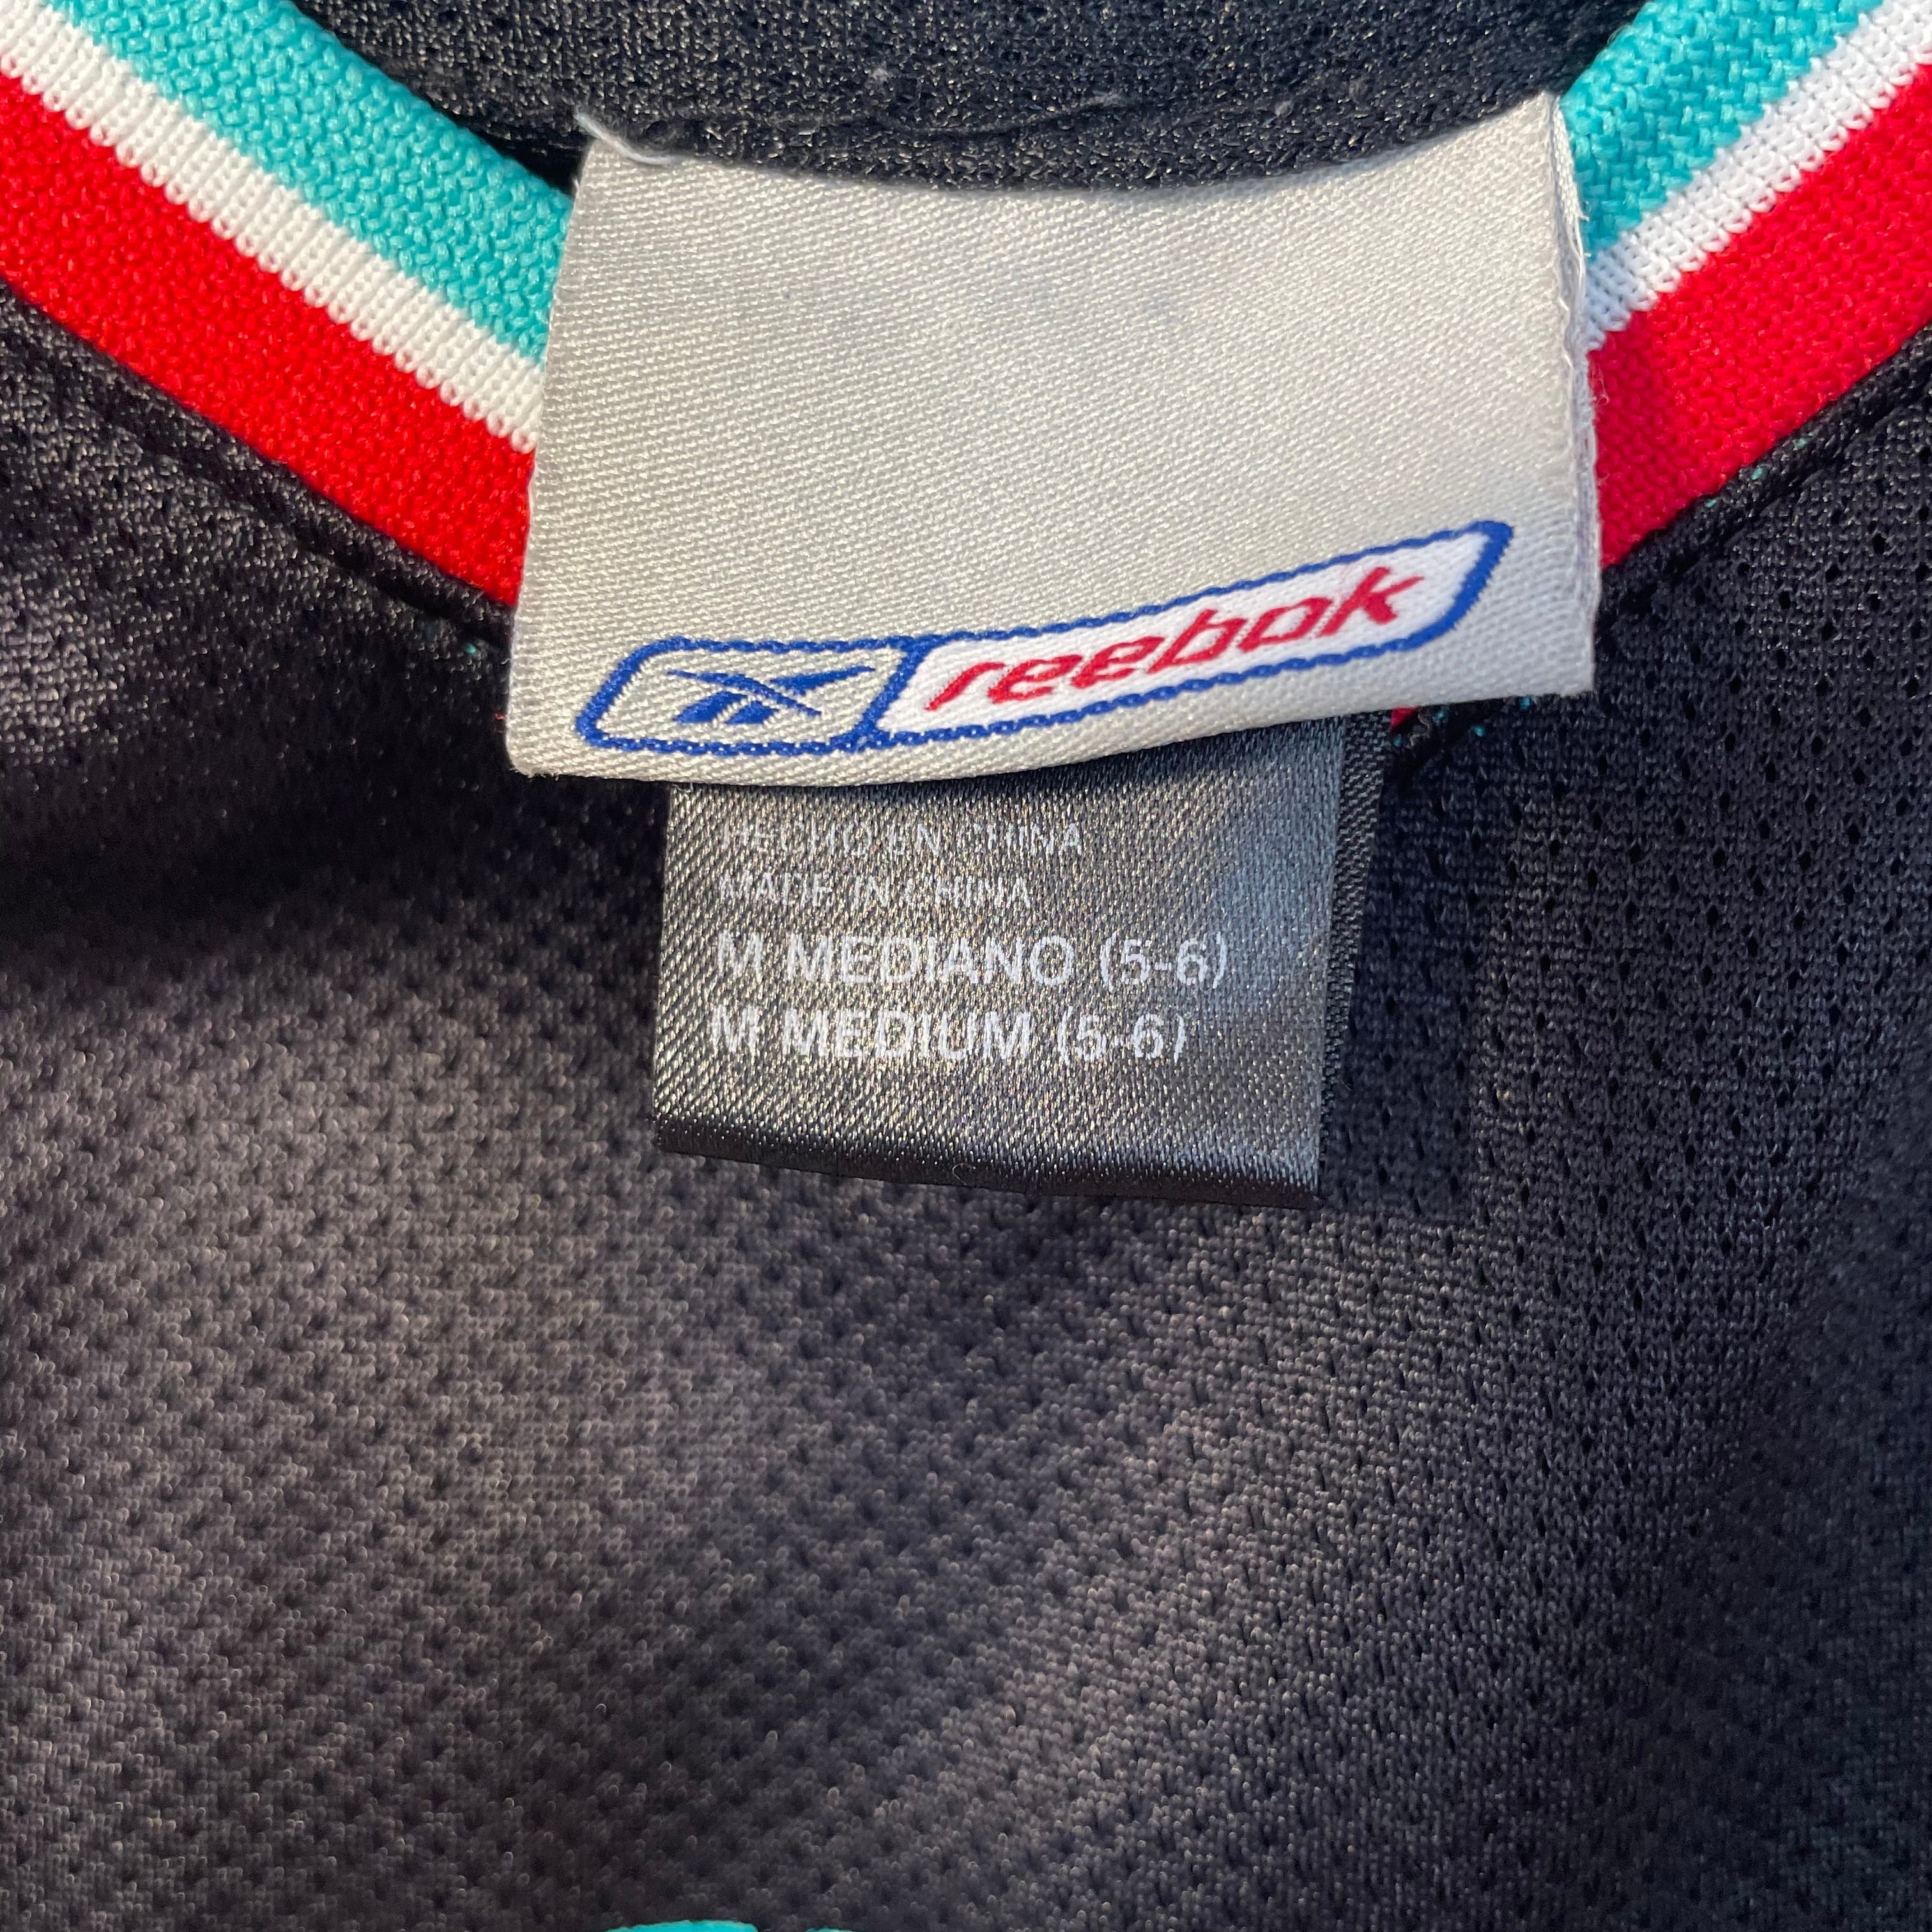 reebok
HECHO EN CHINA
MADE IN CHINA
M MEDIANO (5-6)
M MEDIUM (5-6)